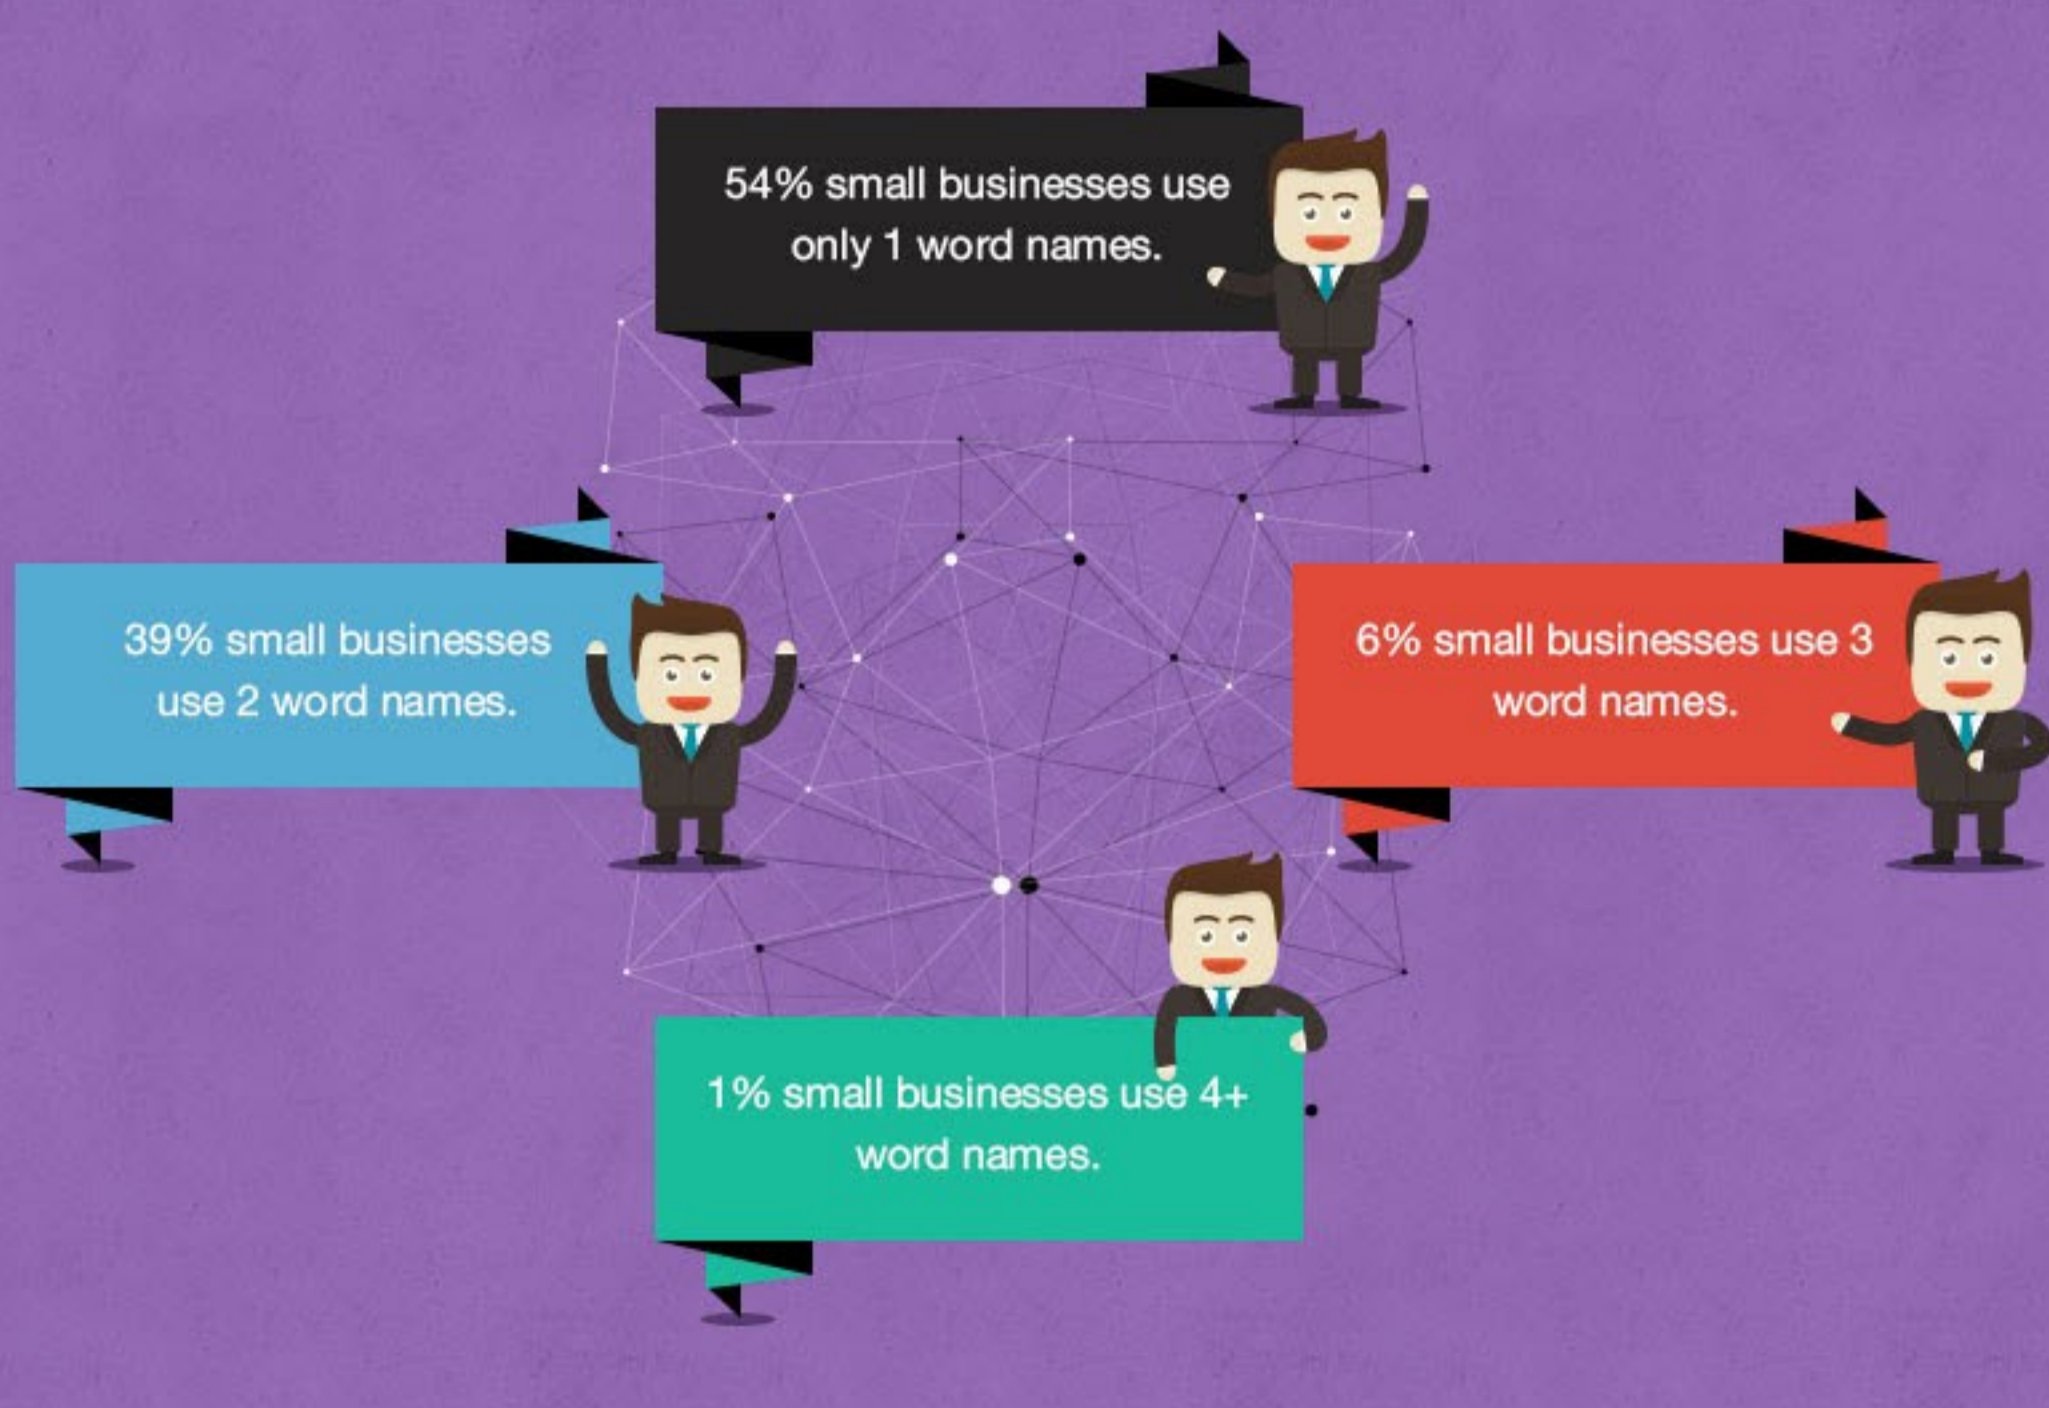 54% small businesses use
only 1 word names.
39% small businesses
use 2 word names.
6% small businesses use 3
word names.
1% small businesses use 4+
word names.